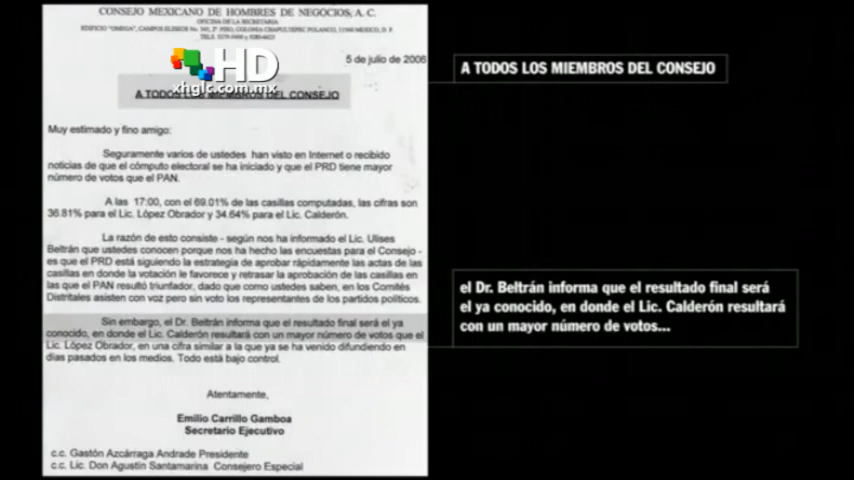 CONSEJO MEXICANO DE HOMBRES DE NEGOCIOS, A. C.
OFICINA DE LA SECRETARIA
EDIFICIO "OMEGA", CAMPOS ELISEOS No. 345, 2° PISO, COLONIA CHAPULTEPEC POLANCO, 11560 MEXICO, D. F.
5 de julio de 2006
HD
xhglc.com.mx
A TODOS LOS MIEMBROS DEL CONSEJO
Muy estimado y fino amigo:
Seguramente varios de ustedes han visto en Internet o recibido
noticias de que el cómputo electoral se ha iniciado y que el PRD tiene mayor
número de votos que el PAN.
A las 17:00, con el 69.01% de las casillas computadas, las cifras son
36.81% para el Lic. López Obrador y 34.64% para el Lic. Calderón.
La razón de esto consiste - según nos ha informado el Lic. Ulises
Beltrán que ustedes conocen porque nos ha hecho las encuestas para el Consejo -
es que el PRD está siguiendo la estrategia de aprobar rápidamente las actas de las
casillas en donde la votación le favorece y retrasar la aprobación de las casillas en
las que el PAN resultó triunfador, dado que como ustedes saben, en los Comités
Distritales asisten con voz pero sin voto los representantes de los partidos políticos.
Sin embargo, el Dr. Beltrán informa que el resultado final será el ya
conocido, en donde el Lic. Calderón resultará con un mayor número de votos que el
Lic. López Obrador, en una cifra similar a la que ya se ha venido difundiendo en
días pasados en los medios. Todo está bajo control.
Atentamente,
Emilio Carrillo Gamboa
Secretario Ejecutivo
c.c. Gastón Azcárraga Andrade Presidente
c.c. Lic. Don Agustín Santamarina Consejero Especial
A TODOS LOS MIEMBROS DEL CONSEJO
el Dr. Beltrán informa que el resultado final será
el ya conocido, en donde el Lic. Calderón resultará
con un mayor número de votos...